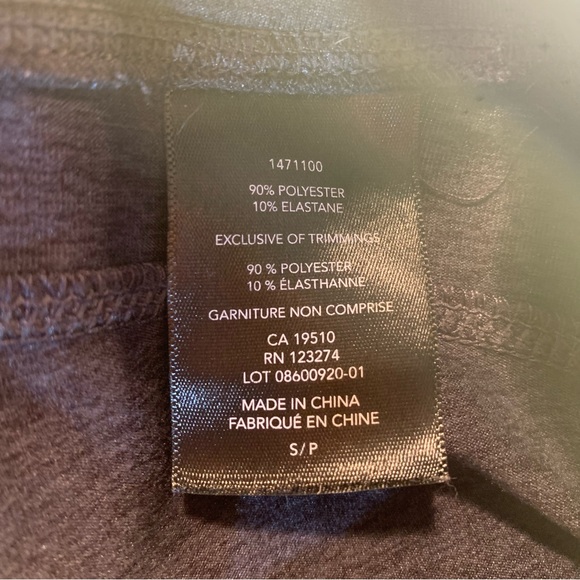 1471100
90% POLYESTER
10% ELASTANE
EXCLUSIVE OF TRIMMINGS
90 % POLYESTER
10 % ÉLASTHANNE
GARNITURE NON COMPRISE
CA 19510
RN 123274
LOT 08600920-01
MADE IN CHINA
FABRIQUÉ EN CHINE
S/P